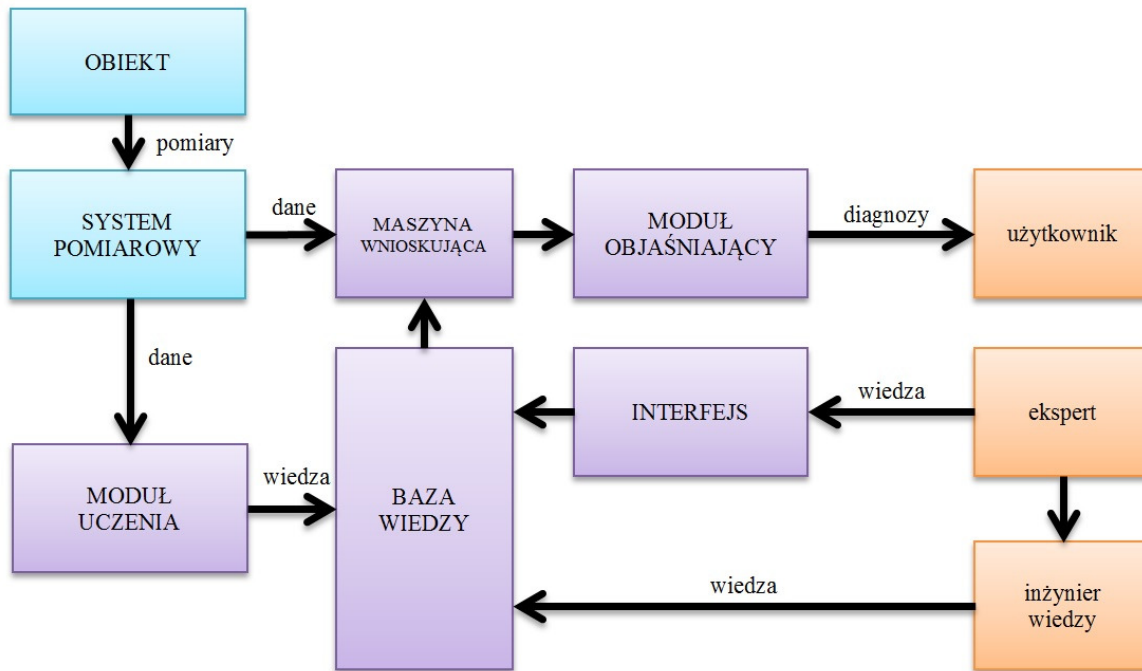 OBIEKT
pomiary
SYSTEM
POMIAROWY
dane
MASZYNA
WNIOSKUJĄCA
MODUŁ
OBJAŚNIAJĄCY
diagnozy
użytkownik
dane
MODUŁ
UCZENIA
wiedza
BAZA
WIEDZY
INTERFEJS
wiedza
ekspert
wiedza
inżynier
wiedzy